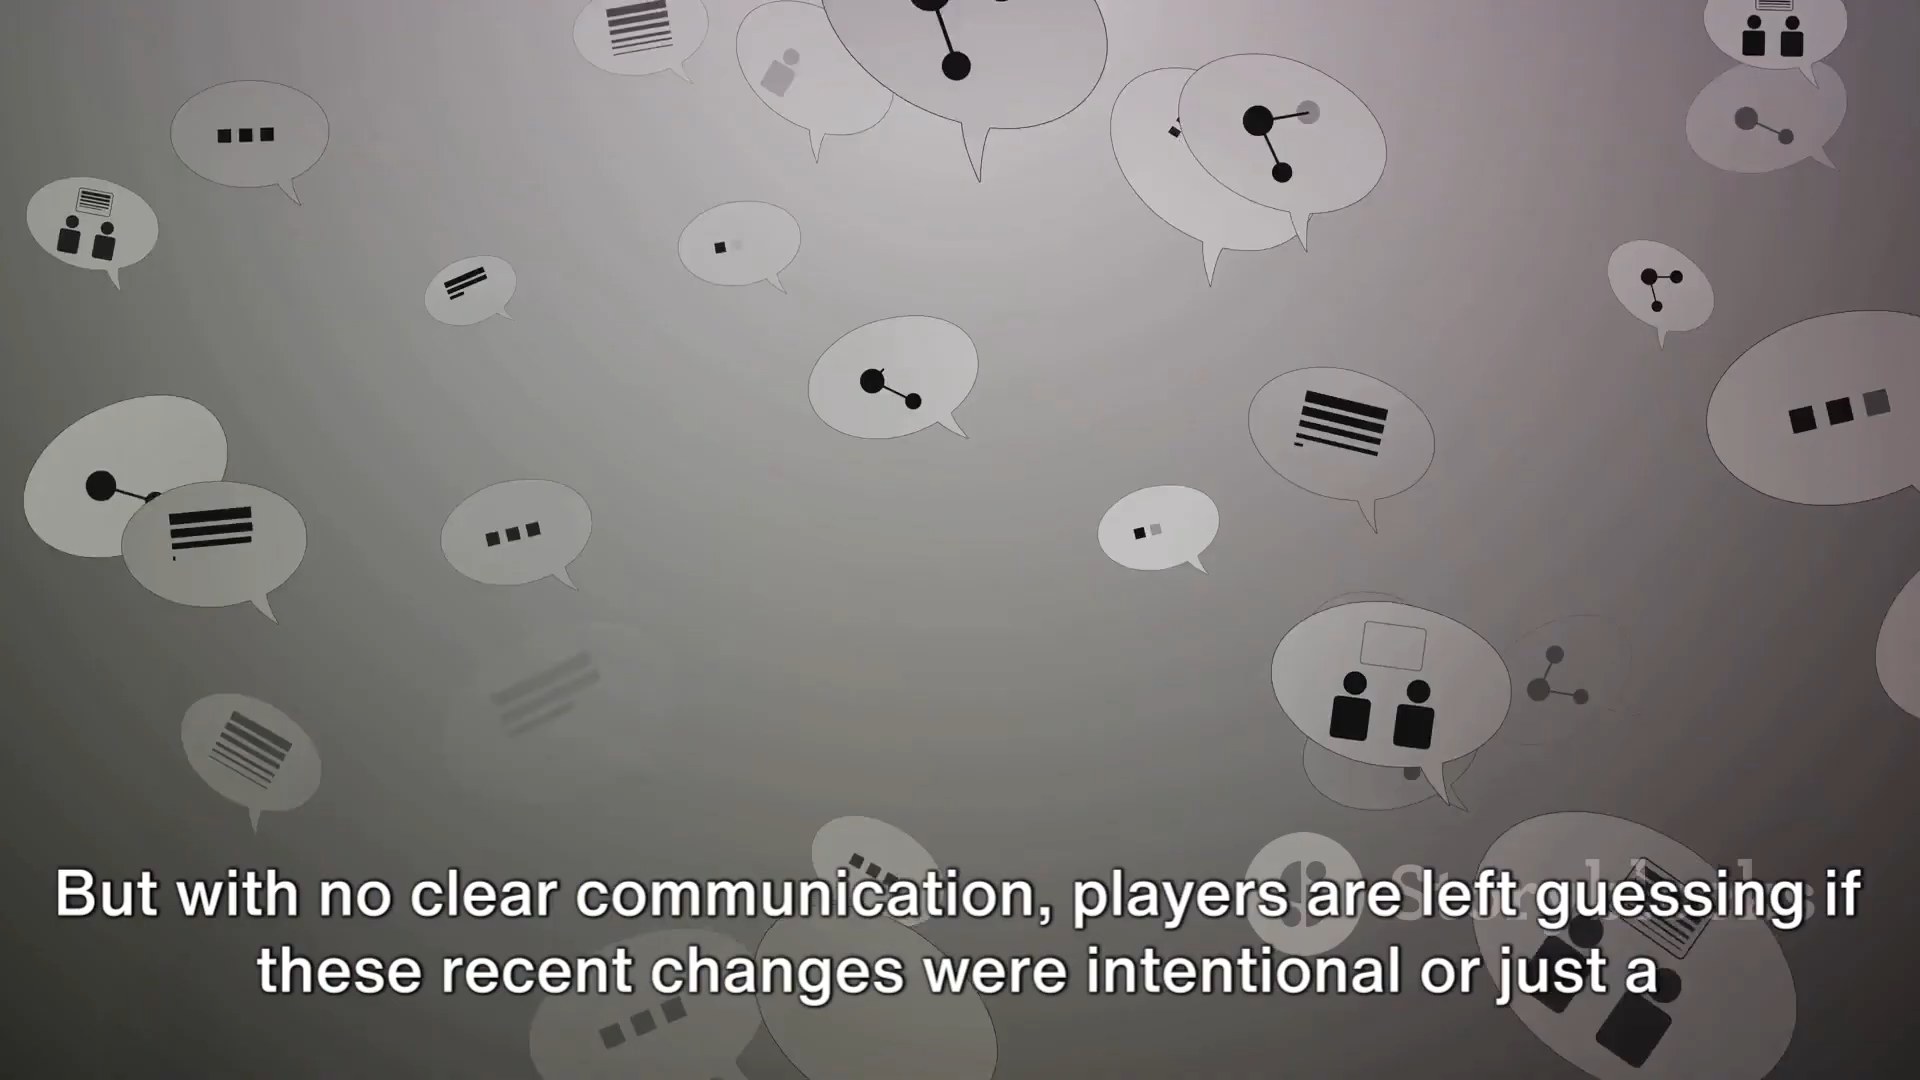 But with no clear communication, players are left guessing if
these recent changes were intentional or just a